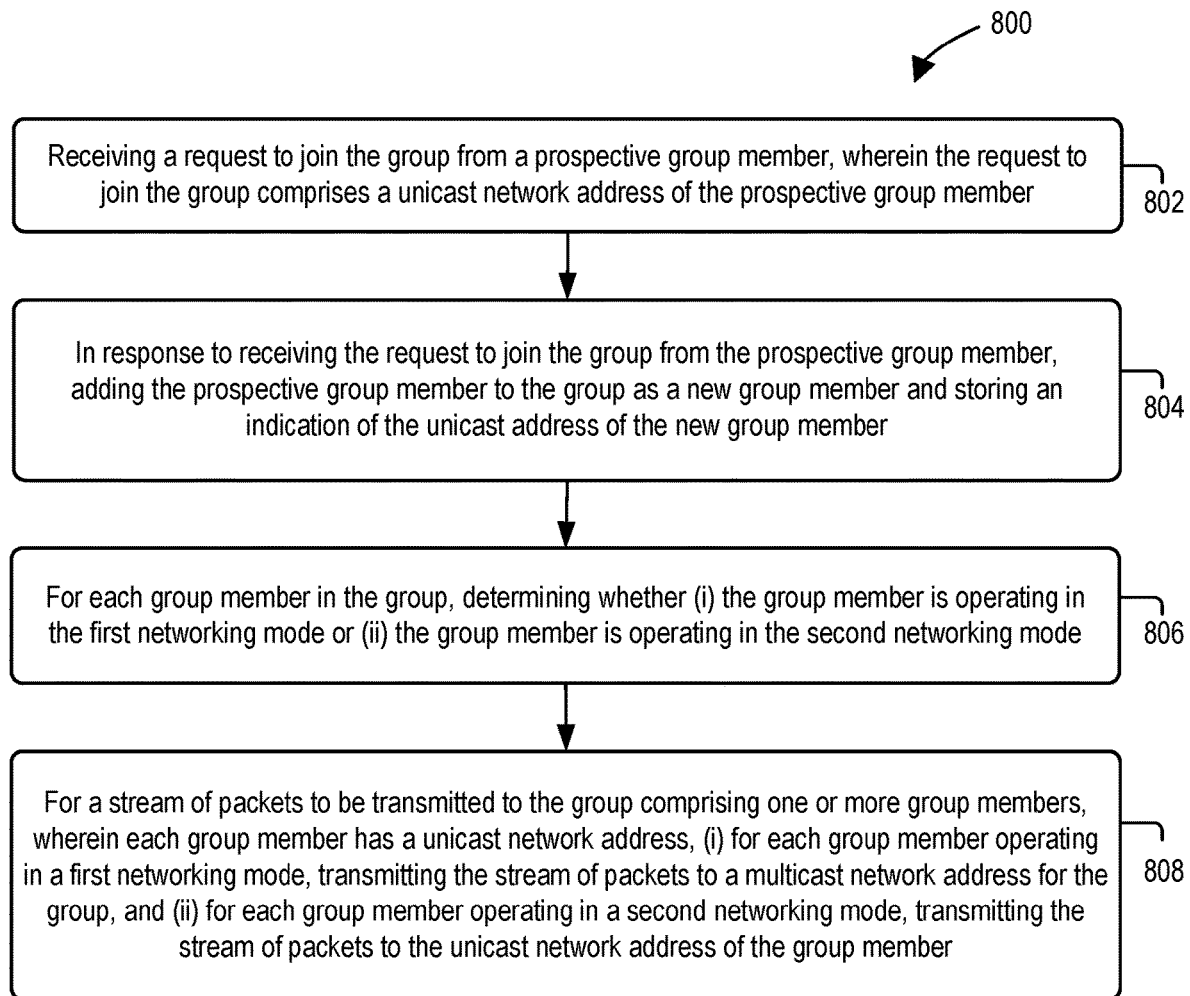 800
Receiving a request to join the group from a prospective group member, wherein the request to
join the group comprises a unicast network address of the prospective group member
802
In response to receiving the request to join the group from the prospective group member,
adding the prospective group member to the group as a new group member and storing an
indication of the unicast address of the new group member
804
For each group member in the group, determining whether (i) the group member is operating in
the first networking mode or (ii) the group member is operating in the second networking mode
806
For a stream of packets to be transmitted to the group comprising one or more group members,
wherein each group member has a unicast network address, (i) for each group member operating
in a first networking mode, transmitting the stream of packets to a multicast network address for the
group, and (ii) for each group member operating in a second networking mode, transmitting the
stream of packets to the unicast network address of the group member
808